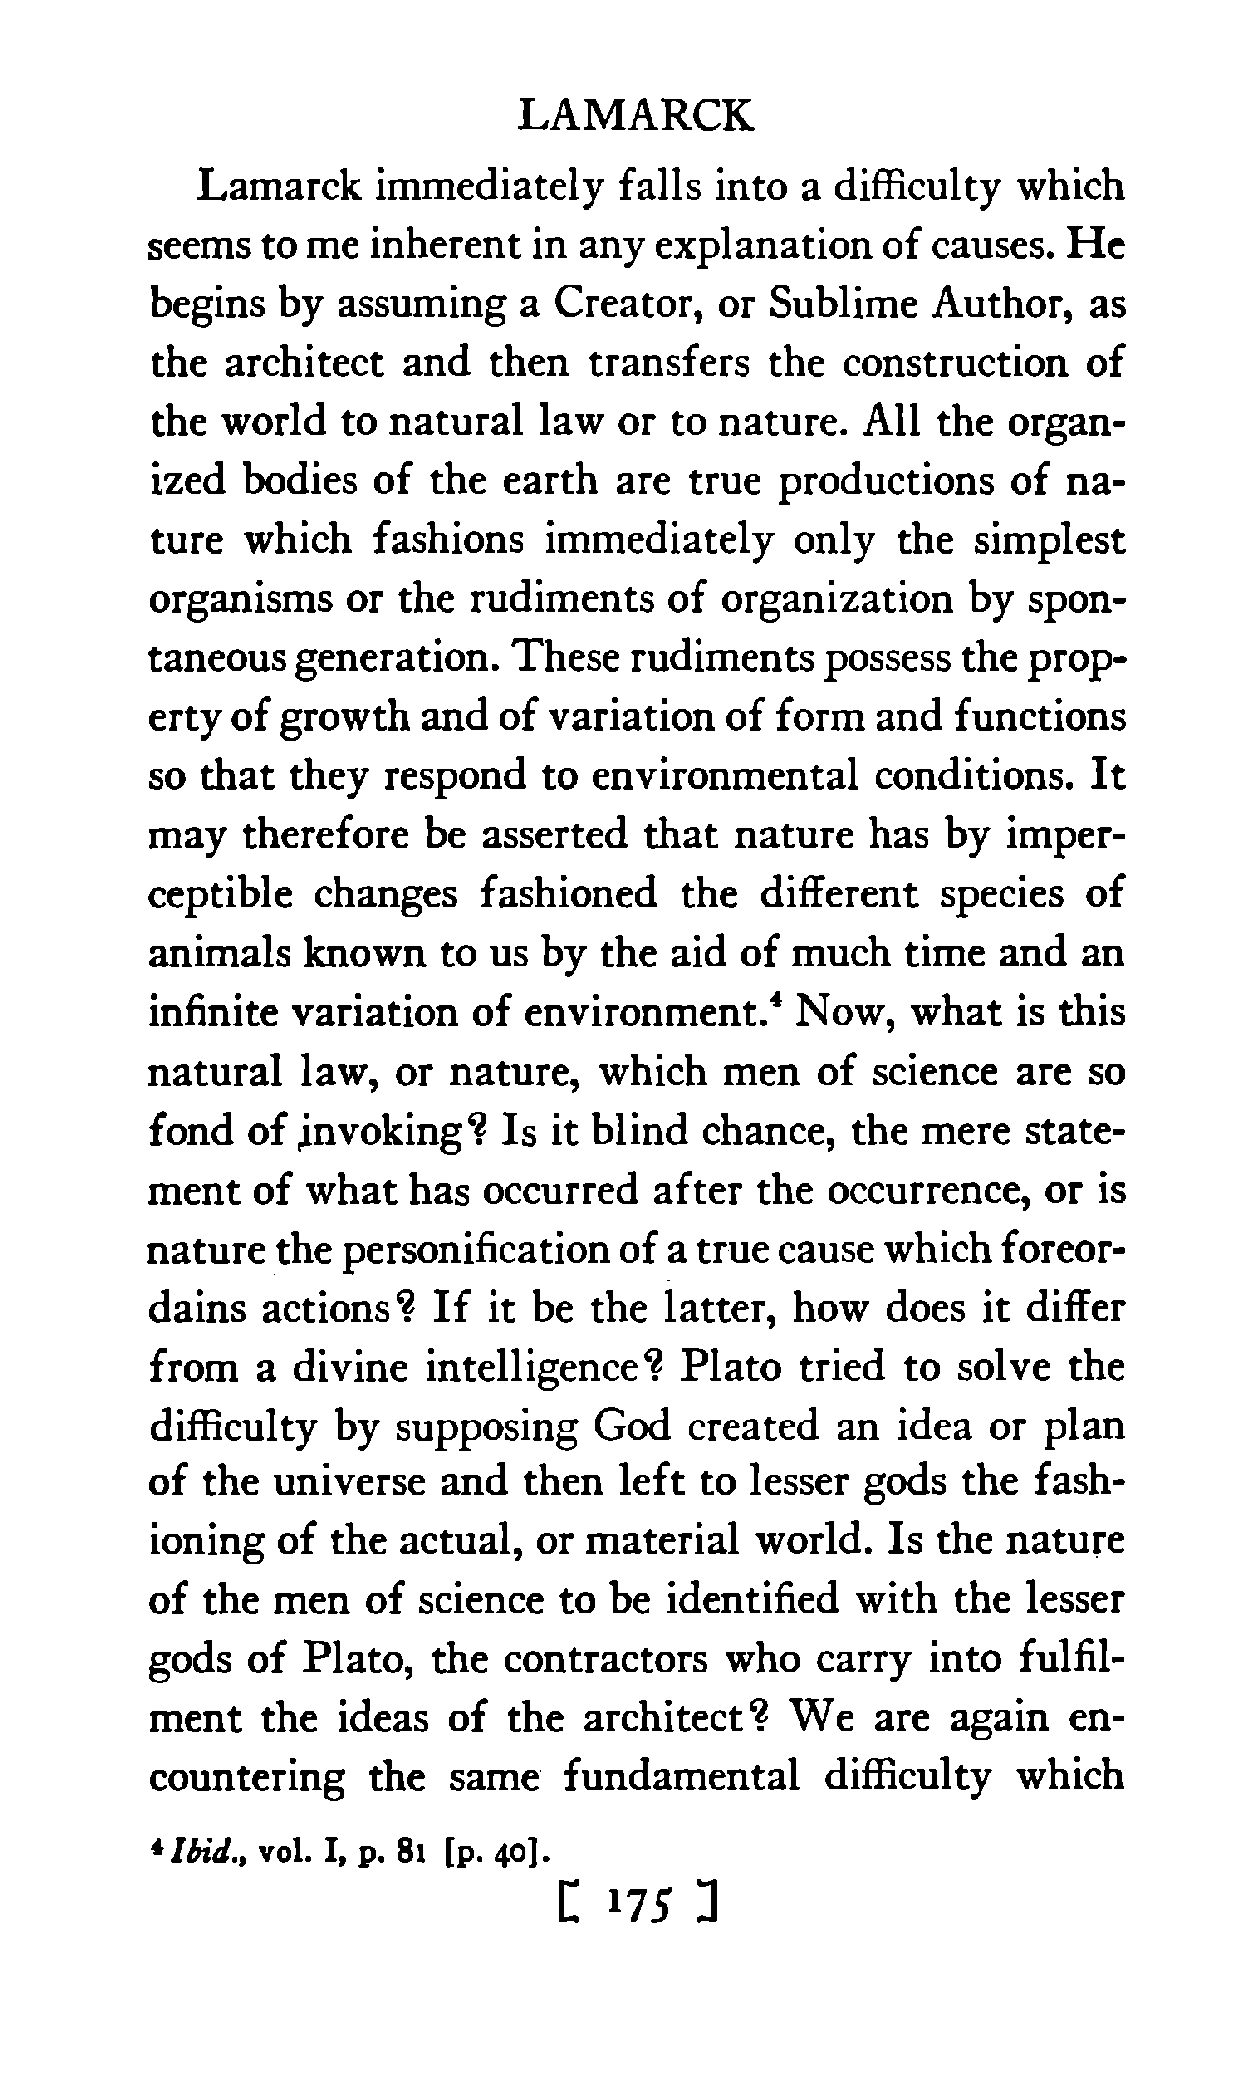 LAMARCK
Lamarck immediately falls into a difficulty which
seems to me inherent in any explanation of causes. He
begins by assuming a Creator, or Sublime Author, as
the architect and then transfers the construction of
the world to natural law or to nature. All the organ-
ized bodies of the earth are true productions of na-
ture which fashions immediately only the simplest
organisms or the rudiments of organization by spon-
taneous generation. These rudiments possess the prop-
erty of growth and of variation of form and functions
so that they respond to environmental conditions. It
may therefore be asserted that nature has by imper-
ceptible changes fashioned the different species of
animals known to us by the aid of much time and an
infinite variation of environment.⁴ Now, what is this
natural law, or nature, which men of science are so
fond of invoking? Is it blind chance, the mere state-
ment of what has occurred after the occurrence, or is
nature the personification of a true cause which foreor-
dains actions? If it be the latter, how does it differ
from a divine intelligence? Plato tried to solve the
difficulty by supposing God created an idea or plan
of the universe and then left to lesser gods the fash-
ioning of the actual, or material world. Is the nature
of the men of science to be identified with the lesser
gods of Plato, the contractors who carry into fulfil-
ment the ideas of the architect? We are again en-
countering the same fundamental difficulty which
⁴ Ibid., vol. I, p. 81 [p. 40].
[ 175 ]